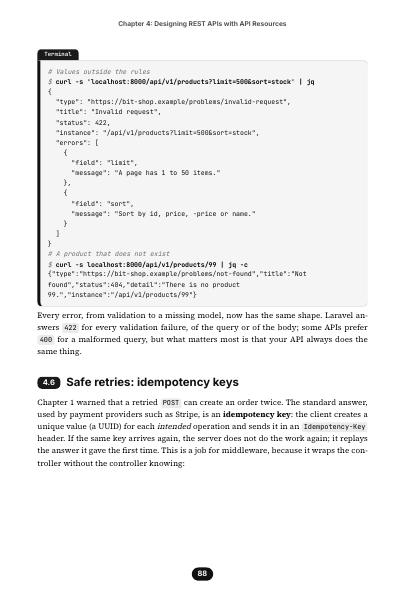 Chapter 4: Designing REST APIs with API Resources
Terminal
# Values outside the rules
$ curl -s "localhost:8000/api/v1/products?limit=500&sort=stock" | jq
{
  "type": "https://bit-shop.example/problems/invalid-request",
  "title": "Invalid request",
  "status": 422,
  "instance": "/api/v1/products?limit=500&sort=stock",
  "errors": [
    {
      "field": "limit",
      "message": "A page has 1 to 50 items."
    },
    {
      "field": "sort",
      "message": "Sort by id, price, -price or name."
    }
  ]
}
# A product that does not exist
$ curl -s localhost:8000/api/v1/products/99 | jq -c
{"type":"https://bit-shop.example/problems/not-found","title":"Not
found","status":404,"detail":"There is no product
99.","instance":"/api/v1/products/99"}
Every error, from validation to a missing model, now has the same shape. Laravel an-
swers 422 for every validation failure, of the query or of the body; some APIs prefer
400 for a malformed query, but what matters most is that your API always does the
same thing.
4.6 Safe retries: idempotency keys
Chapter 1 warned that a retried POST can create an order twice. The standard answer,
used by payment providers such as Stripe, is an idempotency key: the client creates a
unique value (a UUID) for each intended operation and sends it in an Idempotency-Key
header. If the same key arrives again, the server does not do the work again; it replays
the answer it gave the first time. This is a job for middleware, because it wraps the con-
troller without the controller knowing:
88